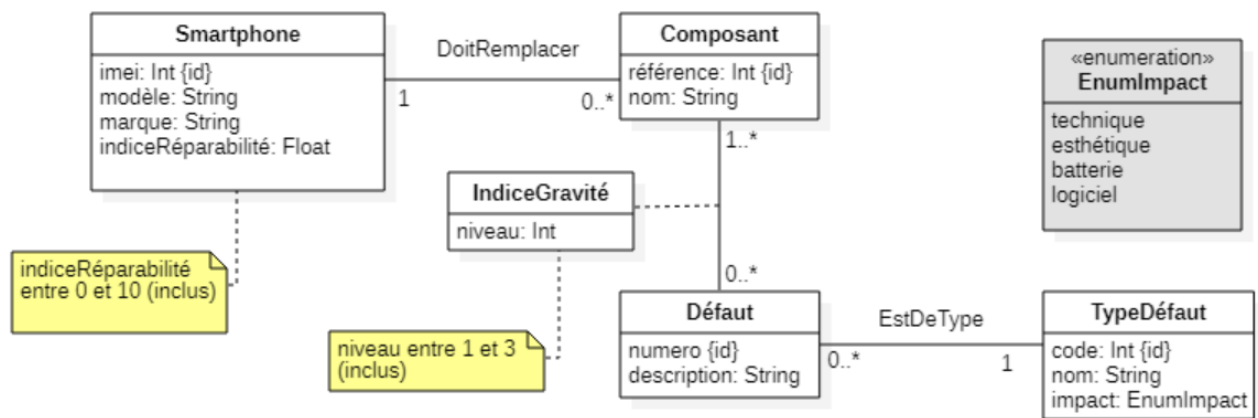 Smartphone
imei: Int {id}
modèle: String
marque: String
indiceRéparabilité: Float
DoitRemplacer
1
0..*
Composant
référence: Int {id}
nom: String
«enumeration»
EnumImpact
technique
esthétique
batterie
logiciel
1..*
IndiceGravité
niveau: Int
indiceRéparabilité
entre 0 et 10 (inclus)
niveau entre 1 et 3
(inclus)
0..*
Défaut
numero {id}
description: String
EstDeType
0..*
1
TypeDéfaut
code: Int {id}
nom: String
impact: EnumImpact